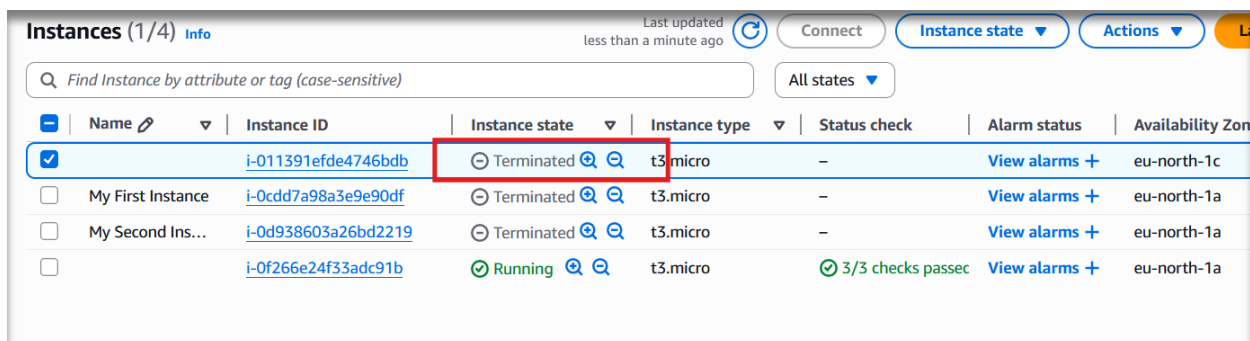 Instances (1/4) Info
Last updated
less than a minute ago
Connect
Instance state
Actions
Find Instance by attribute or tag (case-sensitive)
All states
Name Instance ID Instance state Instance type Status check Alarm status Availability Zon
i-011391efde4746bdb Terminated t3.micro – View alarms + eu-north-1c
My First Instance i-0cdd7a98a3e9e90df Terminated t3.micro – View alarms + eu-north-1a
My Second Ins... i-0d938603a26bd2219 Terminated t3.micro – View alarms + eu-north-1a
i-0f266e24f33adc91b Running t3.micro 3/3 checks passec View alarms + eu-north-1a